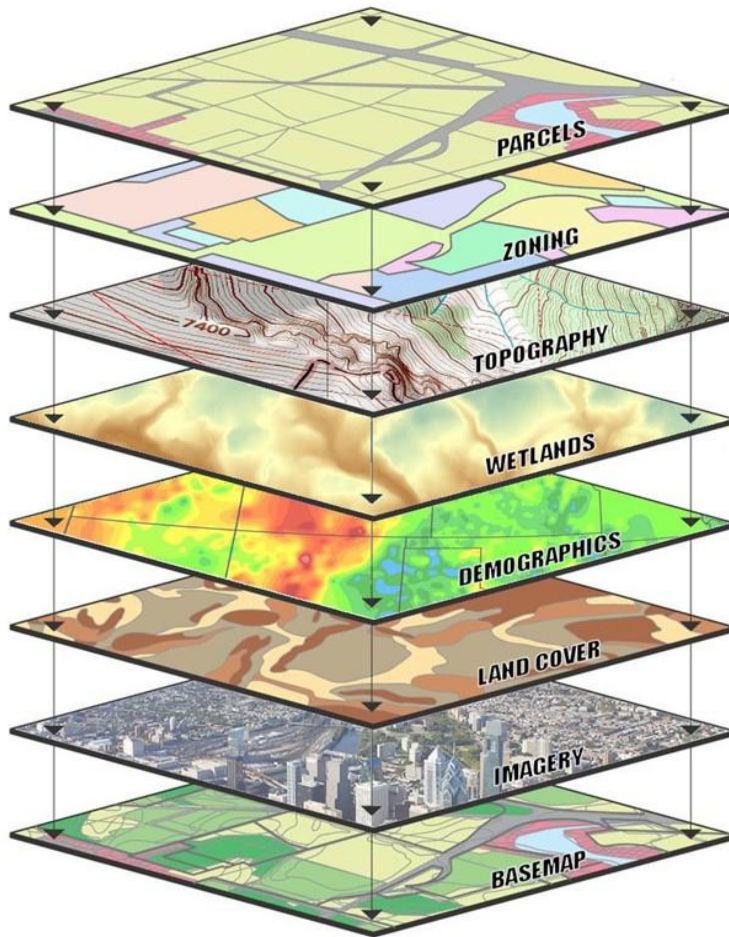 PARCELS
ZONING
7400
TOPOGRAPHY
WETLANDS
DEMOGRAPHICS
LAND COVER
IMAGERY
BASEMAP